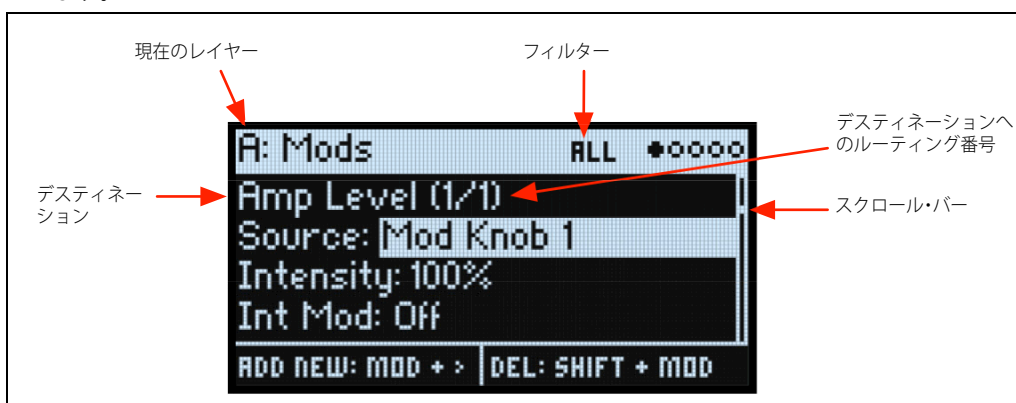 現在のレイヤー
フィルター
デスティネーションへ
のルーティング番号
デスティネー
ション
スクロール・バー
A: Mods ALL
Amp Level (1/1)
Source: Mod Knob 1
Intensity: 100%
Int Mod: Off
ADD NEW: MOD + > DEL: SHIFT + MOD